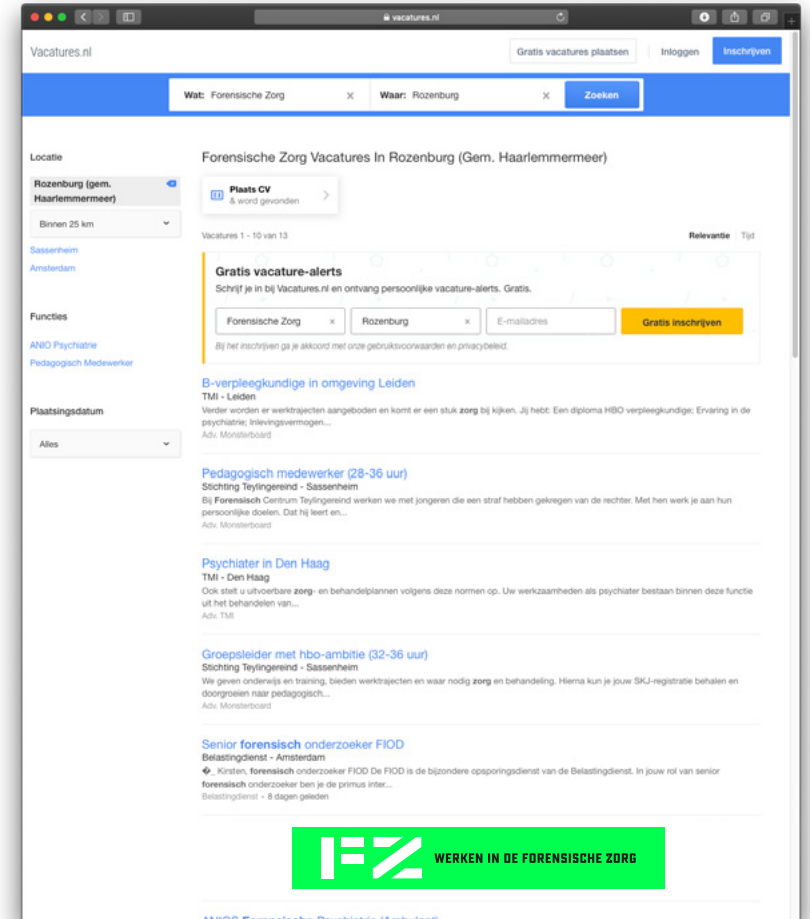 vacatures.nl
Vacatures.nl
Gratis vacatures plaatsen
Inloggen
Inschrijven
Wat: Forensische Zorg
Waar: Rozenburg
Zoeken
Locatie
Rozenburg (gem. Haarlemmermeer)
Binnen 25 km
Sassenheim
Amsterdam
Functies
ANIO Psychiatrie
Pedagogisch Medewerker
Plaatsingsdatum
Alles
Forensische Zorg Vacatures In Rozenburg (Gem. Haarlemmermeer)
Plaats CV
& word gevonden
Vacatures 1 - 10 van 13
Relevantie
Tijd
Gratis vacature-alerts
Schrijf je in bij Vacatures.nl en ontvang persoonlijke vacature-alerts. Gratis.
Forensische Zorg
Rozenburg
E-mailadres
Gratis inschrijven
Bij het inschrijven ga je akkoord met onze gebruiksvoorwaarden en privacybeleid.
B-verpleegkundige in omgeving Leiden
TMI - Leiden
Verder worden er werktrajecten aangeboden en komt er een stuk zorg bij kijken. Jij hebt: Een diploma HBO verpleegkundige; Ervaring in de
psychiatrie; Inlevingsvermogen...
Adv. Monsterboard
Pedagogisch medewerker (28-36 uur)
Stichting Teylingereind - Sassenheim
Bij Forensisch Centrum Teylingereind werken we met jongeren die een straf hebben gekregen van de rechter. Met hen werk je aan hun
persoonlijke doelen. Dat hij leert en...
Adv. Monsterboard
Psychiater in Den Haag
TMI - Den Haag
Ook stelt u uitvoerbare zorg- en behandelplannen volgens deze normen op. Uw werkzaamheden als psychiater bestaan binnen deze functie
uit het behandelen van...
Adv. TMI
Groepsleider met hbo-ambitie (32-36 uur)
Stichting Teylingereind - Sassenheim
We geven onderwijs en training, bieden werktrajecten en waar nodig zorg en behandeling. Hierna kun je jouw SKJ-registratie behalen en
doorgroeien naar pedagogisch...
Adv. Monsterboard
Senior forensisch onderzoeker FIOD
Belastingdienst - Amsterdam
�_ Kirsten, forensisch onderzoeker FIOD De FIOD is de bijzondere opsporingsdienst van de Belastingdienst. In jouw rol van senior
forensisch onderzoeker ben je de primus inter...
Belastingdienst - 8 dagen geleden
FZ WERKEN IN DE FORENSISCHE ZORG
ANIOS Forensische Psychiatrie (Ambulant)